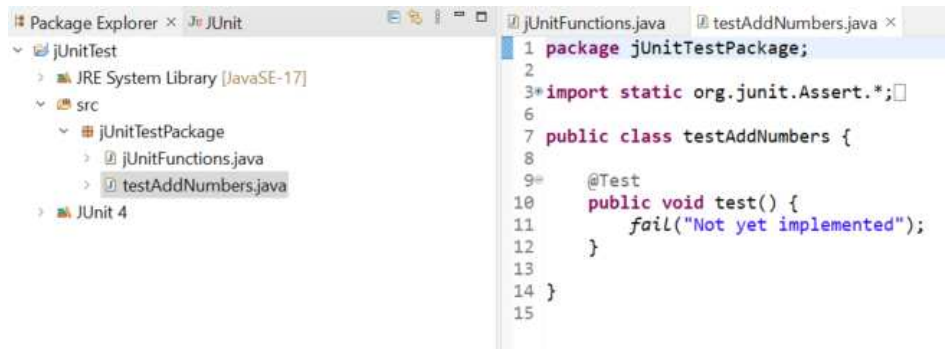 Package Explorer × JUnit
jUnitTest
JRE System Library [JavaSE-17]
src
jUnitTestPackage
jUnitFunctions.java
testAddNumbers.java
JUnit 4
jUnitFunctions.java testAddNumbers.java ×
1 package jUnitTestPackage;
2
3 import static org.junit.Assert.*;
6
7 public class testAddNumbers {
8
9 @Test
10 public void test() {
11 fail("Not yet implemented");
12 }
13
14 }
15